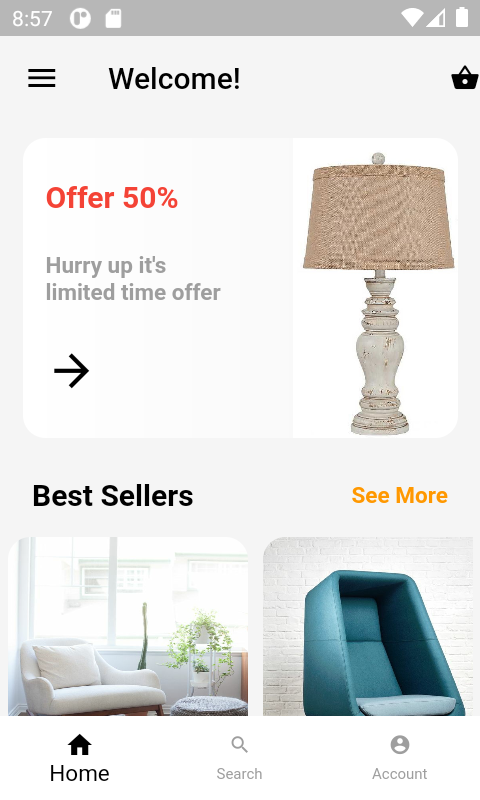 8:57
Welcome!
Offer 50%
Hurry up it's
limited time offer
Best Sellers
See More
Home
Search
Account